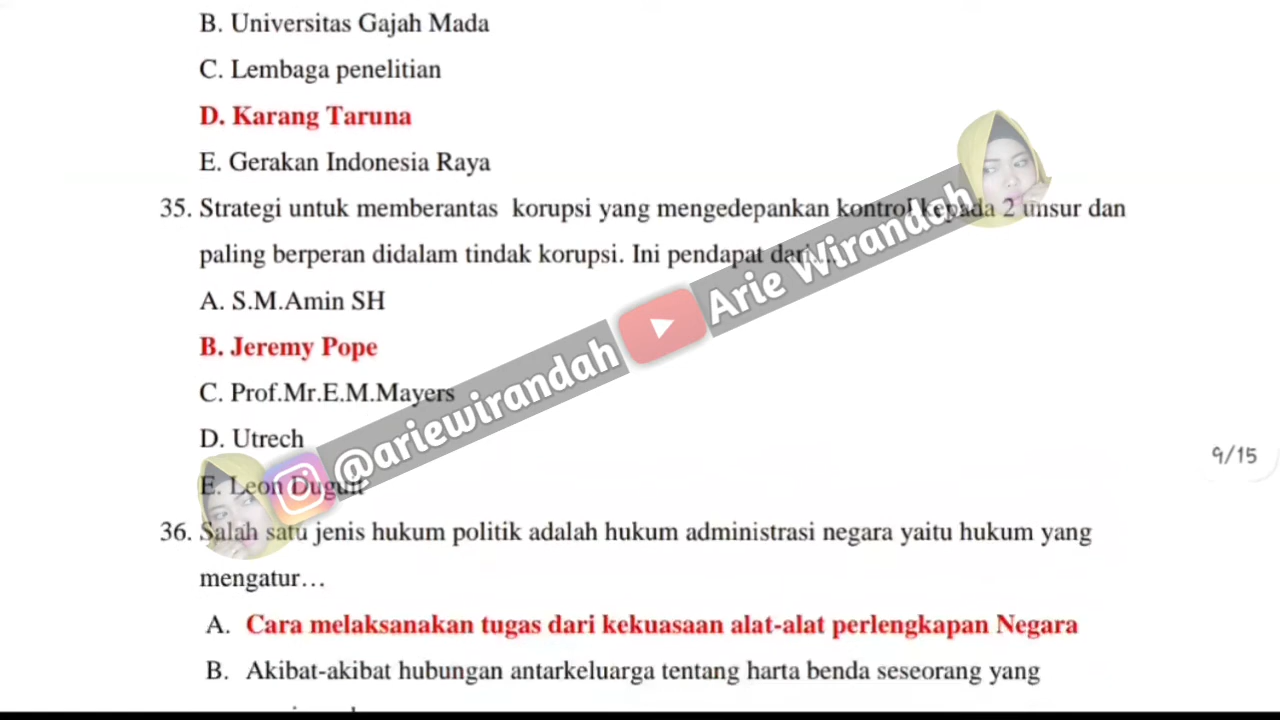 B. Universitas Gajah Mada
C. Lembaga penelitian
D. Karang Taruna
E. Gerakan Indonesia Raya
35. Strategi untuk memberantas korupsi yang mengedepankan kontrol kepada 2 unsur dan
paling berperan didalam tindak korupsi. Ini pendapat dari....
A. S.M.Amin SH
B. Jeremy Pope
C. Prof.Mr.E.M.Mayers
D. Utrech
E. Leon Duguit
@ariewirandah Arie Wirandah
9/15
36. Salah satu jenis hukum politik adalah hukum administrasi negara yaitu hukum yang
mengatur…
A. Cara melaksanakan tugas dari kekuasaan alat-alat perlengkapan Negara
B. Akibat-akibat hubungan antarkeluarga tentang harta benda seseorang yang